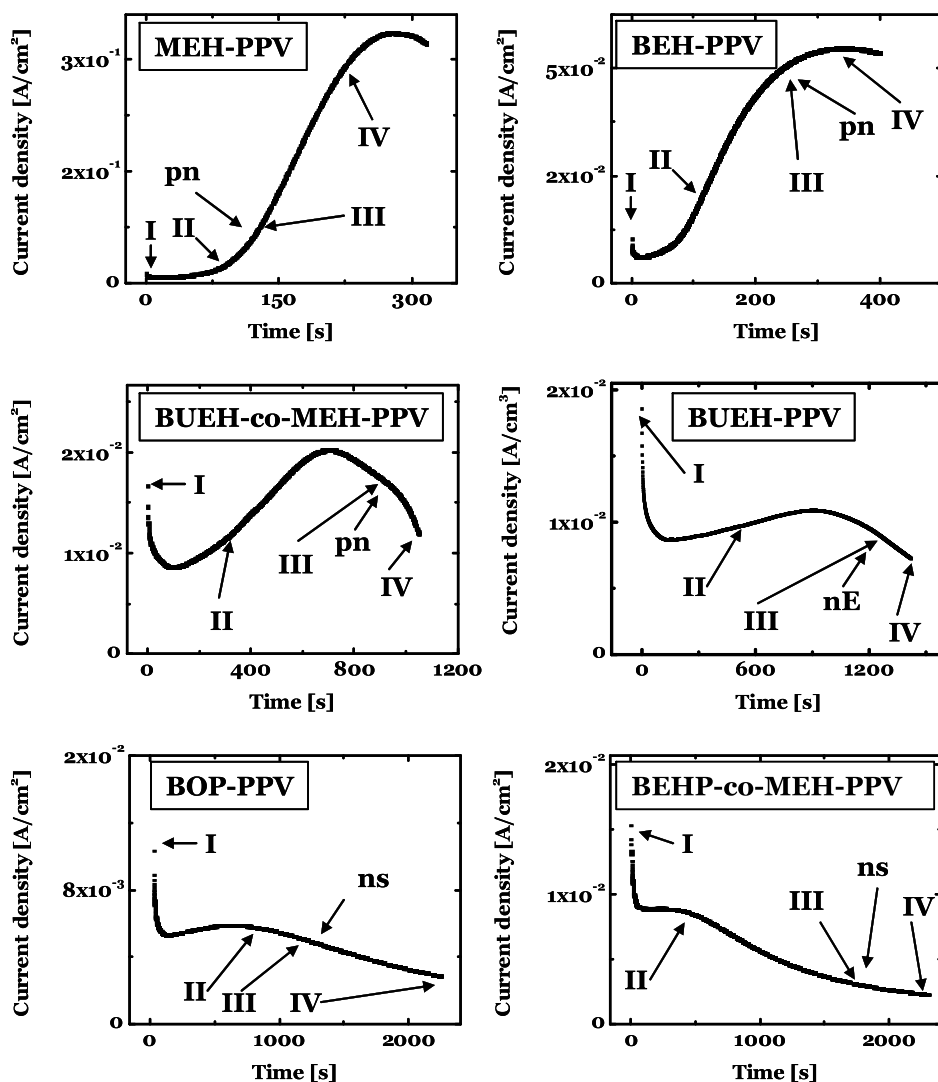 MEH-PPV
Current density [A/cm²]
3x10⁻¹
2x10⁻¹
0
I
II
pn
III
IV
0 150 300
Time [s]
BEH-PPV
Current density [A/cm²]
5x10⁻²
2x10⁻²
0
I
II
III
pn
IV
0 200 400
Time [s]
BUEH-co-MEH-PPV
Current density [A/cm²]
2x10⁻²
1x10⁻²
0
I
II
III
pn
IV
0 400 800 1200
Time [s]
BUEH-PPV
Current density [A/cm³]
2x10⁻²
1x10⁻²
0
I
II
III
nE
IV
0 600 1200
Time [s]
BOP-PPV
Current density [A/cm²]
2x10⁻²
8x10⁻³
0
I
II
III
ns
IV
0 1000 2000
Time [s]
BEHP-co-MEH-PPV
Current density [A/cm²]
2x10⁻²
1x10⁻²
0
I
II
III
ns
IV
0 1000 2000
Time [s]